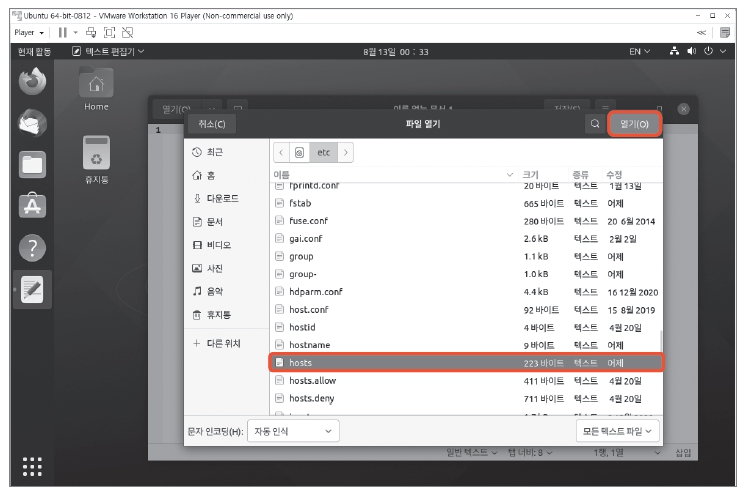 Ubuntu 64-bit-0812 - VMware Workstation 16 Player (Non-commercial use only)
Player
현재 활동 텍스트 편집기 8월 13일 00 : 33 EN
Home
휴지통
열기(O) 이름 없는 문서 1 저장(S)
1
취소(C) 파일 열기 열기(O)
최근
홈
다운로드
문서
비디오
사진
음악
휴지통
+ 다른 위치
etc
이름 크기 종류 수정
fprintd.conf 20 바이트 텍스트 1월 13일
fstab 665 바이트 텍스트 어제
fuse.conf 280 바이트 텍스트 20 6월 2014
gai.conf 2.6 kB 텍스트 2월 2일
group 1.1 kB 텍스트 어제
group- 1.0 kB 텍스트 어제
hdparm.conf 4.4 kB 텍스트 16 12월 2020
host.conf 92 바이트 텍스트 15 8월 2019
hostid 4 바이트 텍스트 4월 20일
hostname 9 바이트 텍스트 어제
hosts 223 바이트 텍스트 어제
hosts.allow 411 바이트 텍스트 4월 20일
hosts.deny 711 바이트 텍스트 4월 20일
문자 인코딩(H): 자동 인식 모든 텍스트 파일
일반 텍스트 탭 너비: 8 1행, 1열 삽입